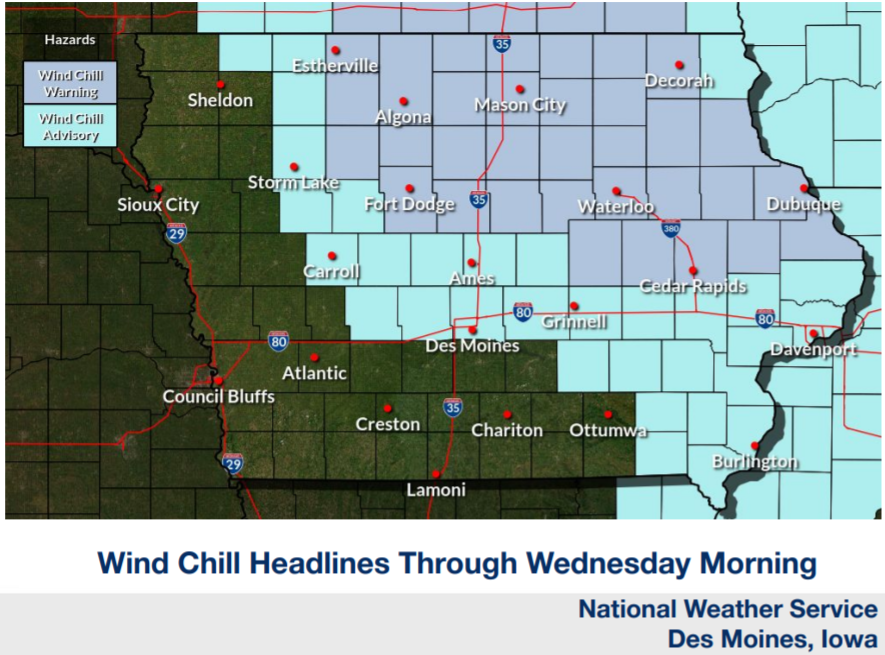 Hazards
Wind Chill
Warning
Wind Chill
Advisory
35
Estherville
Decorah
Sheldon
Mason City
Algona
Storm Lake
Sioux City
Fort Dodge
35
Waterloo
Dubuque
29
380
Carroll
Ames
Cedar Rapids
80
Grinnell
80
80
Des Moines
Davenport
Atlantic
Council Bluffs
35
Creston
Chariton
Ottumwa
29
Burlington
Lamoni
Wind Chill Headlines Through Wednesday Morning
National Weather Service
Des Moines, Iowa